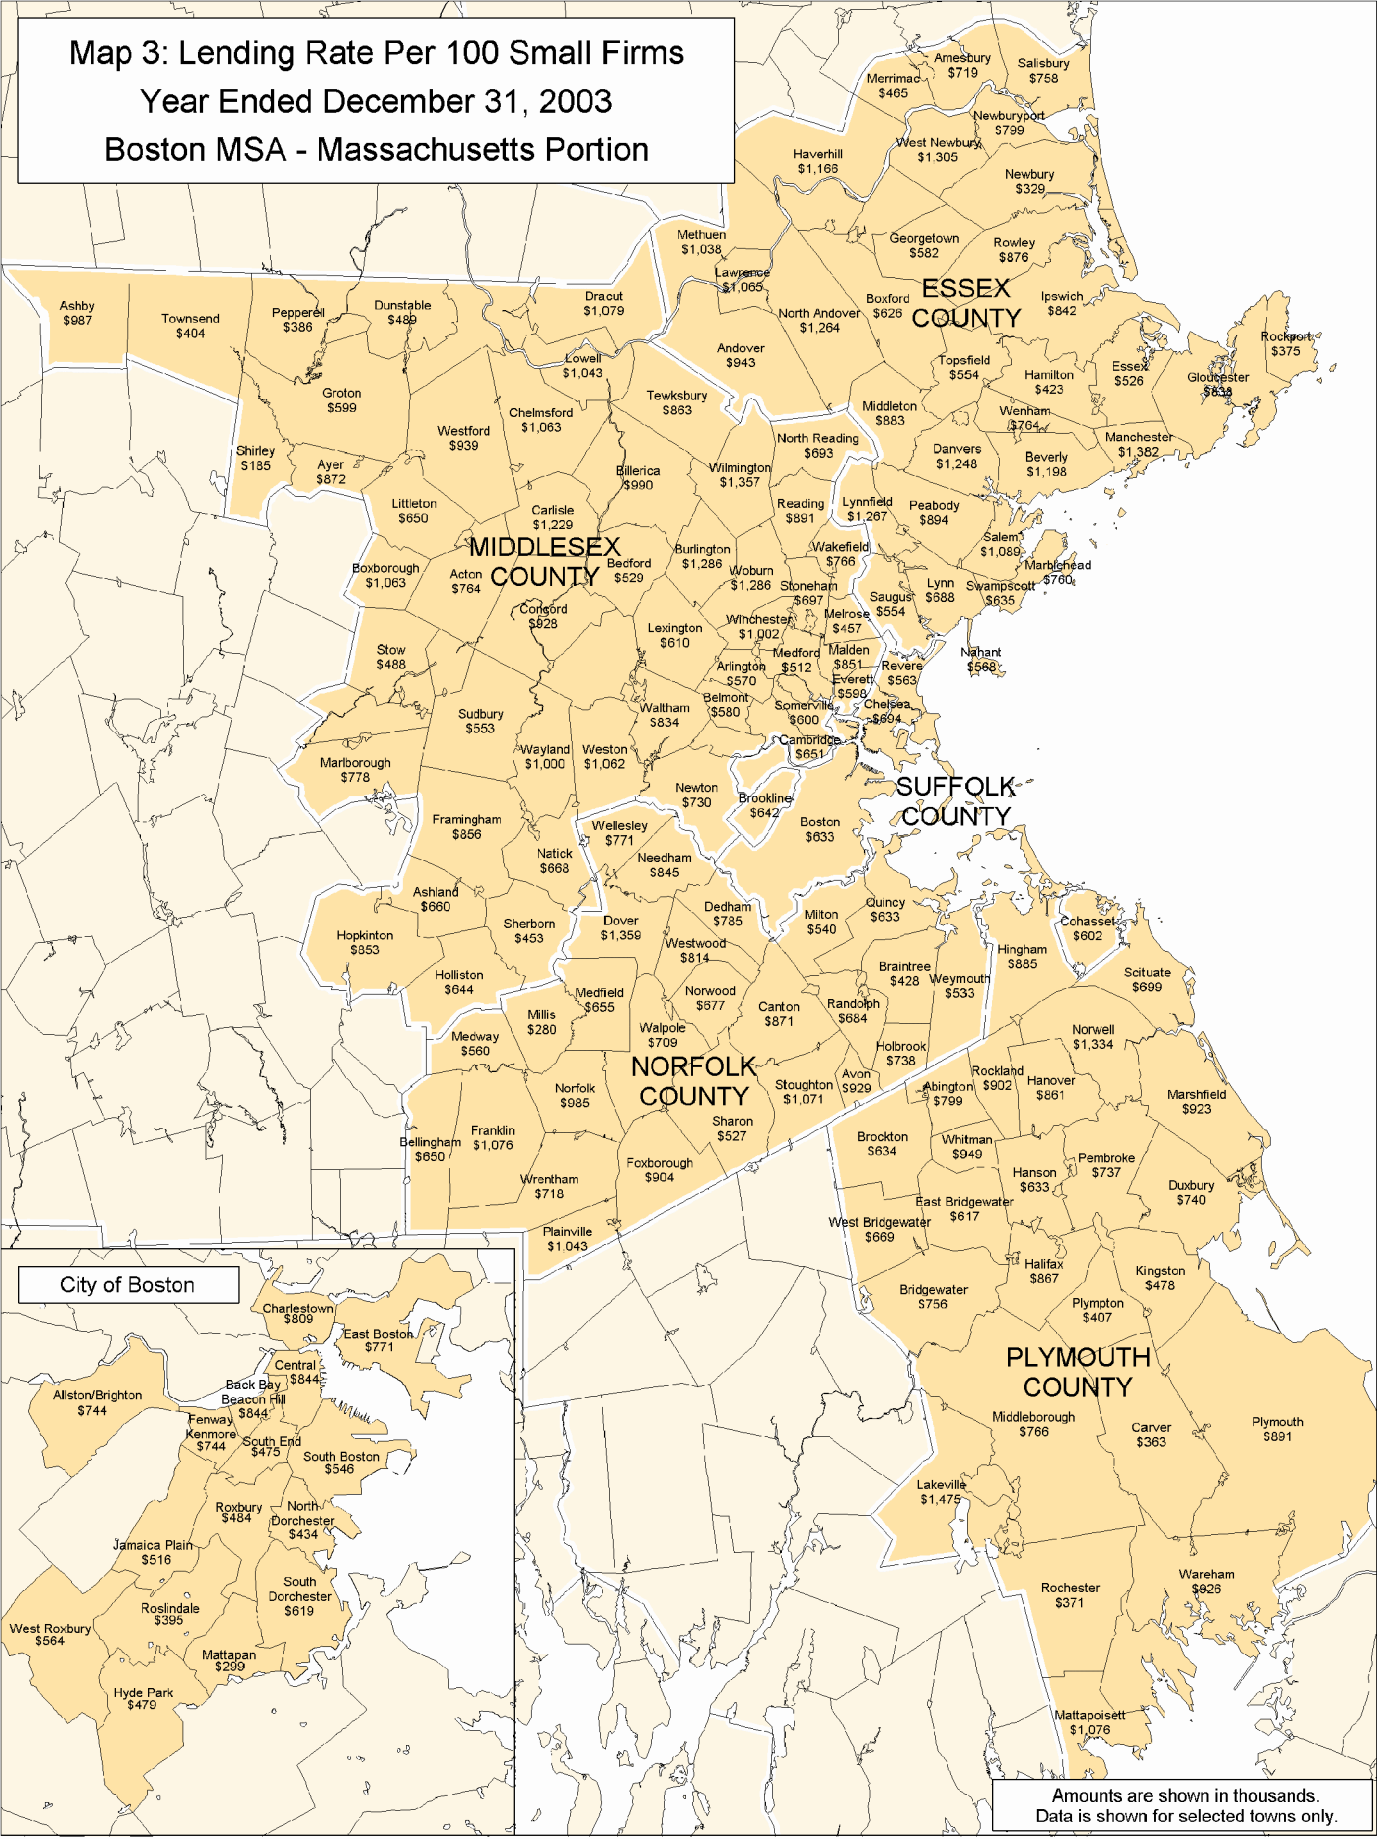 Map 3: Lending Rate Per 100 Small Firms
Year Ended December 31, 2003
Boston MSA - Massachusetts Portion
Amesbury
$719
Salisbury
$758
Merrimac
$465
Newburyport
$799
West Newbury
$1,305
Haverhill
$1,166
Newbury
$329
Methuen
$1,038
Georgetown
$582
Rowley
$876
Lawrence
$1,065
ESSEX
COUNTY
Ipswich
$842
Boxford
$626
North Andover
$1,264
Andover
$943
Rockport
$375
Topsfield
$554
Hamilton
$423
Essex
$526
Gloucester
Middleton
$883
Wenham
$764
Manchester
$1,382
Danvers
$1,248
Beverly
$1,198
Lynnfield
$1,267
Peabody
$894
Salem
$1,089
Marblehead
$760
Saugus
$554
Lynn
$688
Swampscott
$635
Nahant
$568
Ashby
$987
Townsend
$404
Pepperell
$386
Dunstable
$489
Dracut
$1,079
Lowell
$1,043
Groton
$599
Tewksbury
$863
Chelmsford
$1,063
Westford
$939
North Reading
$693
Shirley
$185
Ayer
$872
Billerica
$990
Wilmington
$1,357
Littleton
$650
Carlisle
$1,229
Reading
$891
MIDDLESEX
COUNTY
Boxborough
$1,063
Acton
$764
Bedford
$529
Burlington
$1,286
Woburn
$1,286
Wakefield
$766
Stoneham
$697
Concord
$928
Lexington
$610
Winchester
$1,002
Melrose
$457
Stow
$488
Arlington
$570
Medford
$512
Malden
$851
Everett
$598
Revere
$563
Chelsea
$694
Belmont
$580
Somerville
$600
Waltham
$834
Sudbury
$553
Wayland
$1,000
Weston
$1,062
Cambridge
$651
Marlborough
$778
Newton
$730
Brookline
$642
SUFFOLK
COUNTY
Boston
$633
Framingham
$856
Natick
$668
Wellesley
$771
Needham
$845
Ashland
$660
Sherborn
$453
Hopkinton
$853
Holliston
$644
Dover
$1,359
Dedham
$785
Milton
$540
Quincy
$633
Cohasset
$602
Westwood
$814
Hingham
$885
Braintree
$428
Weymouth
$533
Scituate
$699
Medfield
$655
Norwood
$677
Canton
$871
Randolph
$684
Millis
$280
Medway
$560
Walpole
$709
Norwell
$1,334
Holbrook
$738
NORFOLK
COUNTY
Norfolk
$985
Stoughton
$1,071
Avon
$929
Abington
$799
Rockland
$902
Hanover
$861
Marshfield
$923
Bellingham
$650
Franklin
$1,076
Sharon
$527
Foxborough
$904
Wrentham
$718
Plainville
$1,043
Brockton
$634
Whitman
$949
Hanson
$633
Pembroke
$737
Duxbury
$740
East Bridgewater
$617
West Bridgewater
$669
Halifax
$867
Kingston
$478
Bridgewater
$756
Plympton
$407
PLYMOUTH
COUNTY
Middleborough
$766
Carver
$363
Plymouth
$891
Lakeville
$1,475
Wareham
$926
Rochester
$371
Mattapoisett
$1,076
City of Boston
Charlestown
$809
East Boston
$771
Central
$844
Back Bay
Beacon Hill
$844
Allston/Brighton
$744
Fenway
Kenmore
$744
South End
$475
South Boston
$546
Roxbury
$484
North
Dorchester
$434
Jamaica Plain
$516
South
Dorchester
$619
Roslindale
$395
West Roxbury
$564
Mattapan
$299
Hyde Park
$479
Amounts are shown in thousands.
Data is shown for selected towns only.